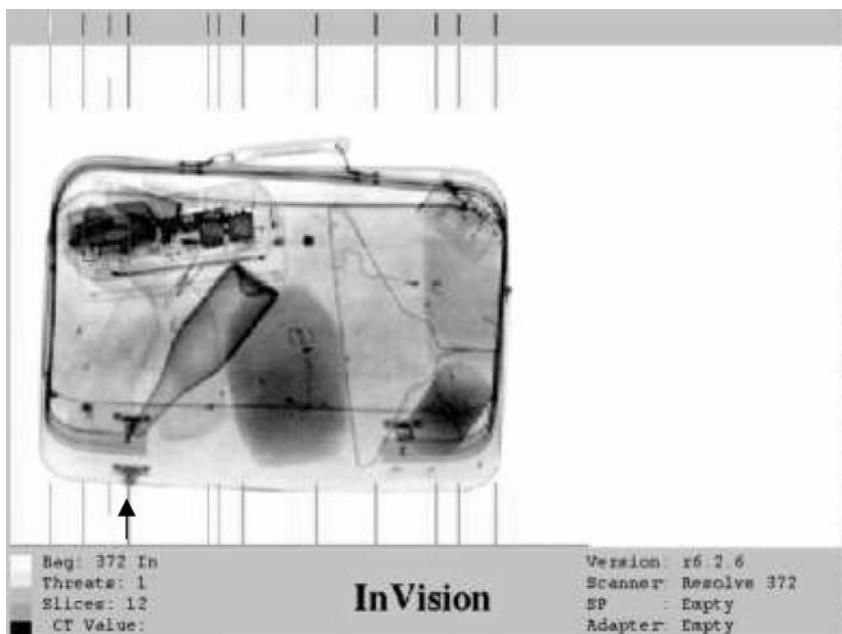 Bag: 372 In
Threats: 1
Slices: 12
CT Value:
InVision
Version: r6.2.6
Scanner: Resolve 372
SP : Empty
Adapter: Empty